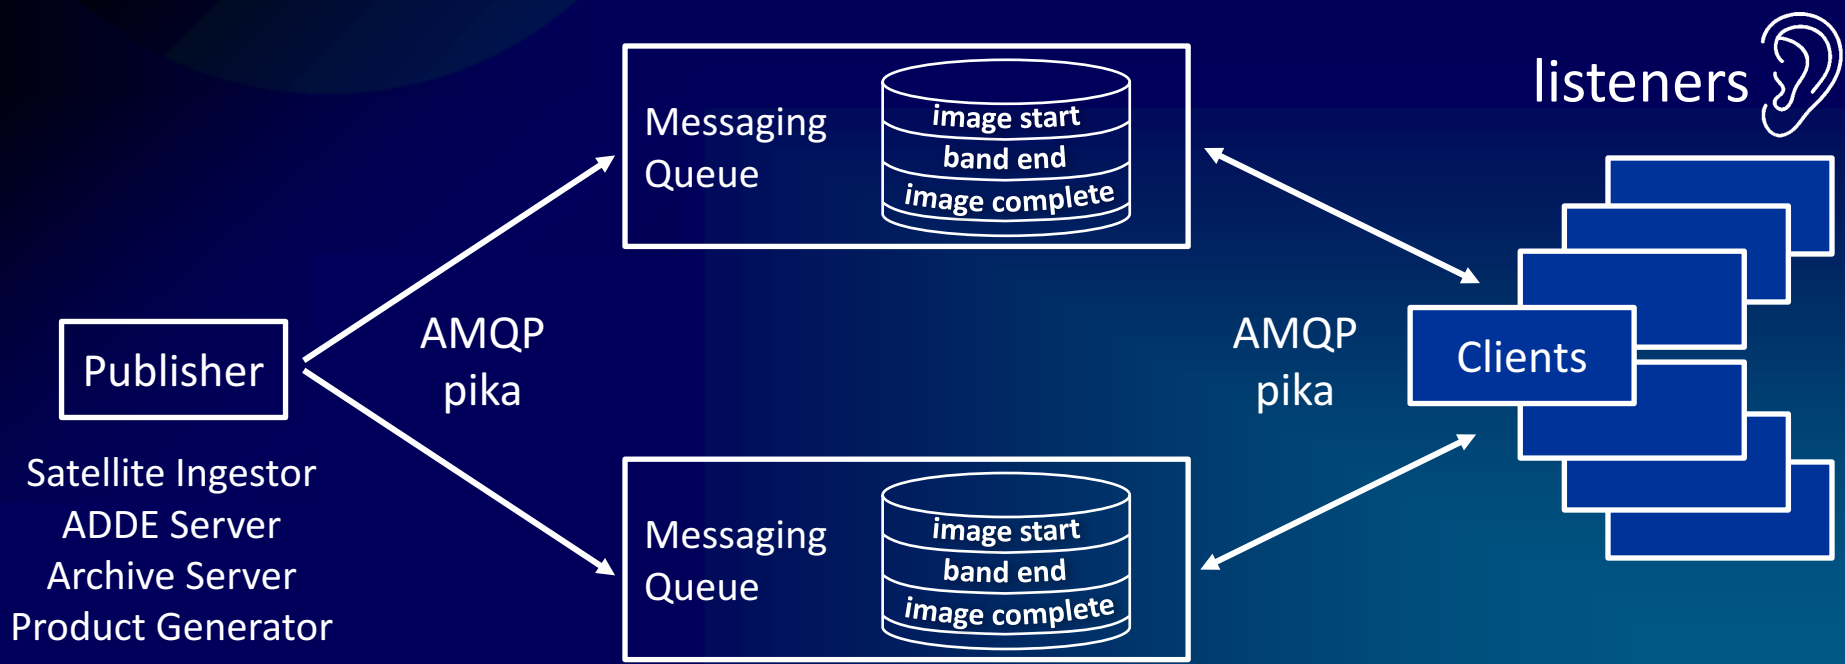 listeners
Messaging
Queue
image start
band end
image complete
AMQP
pika
AMQP
pika
Publisher
Clients
Satellite Ingestor
ADDE Server
Archive Server
Product Generator
Messaging
Queue
image start
band end
image complete